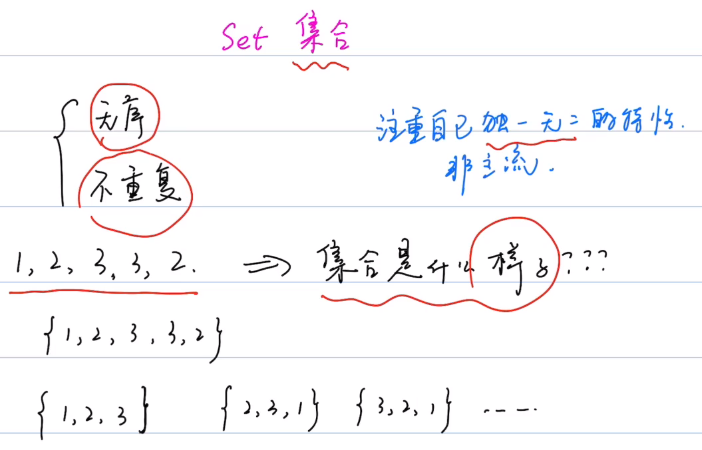 Set 集合
无序
不重复
注重自己独一无二的特性.
非主流.
1, 2, 3, 3, 2. ⇒ 集合是什么样子???
{1, 2, 3, 3, 2}
{1, 2, 3} {2, 3, 1} {3, 2, 1} ·····